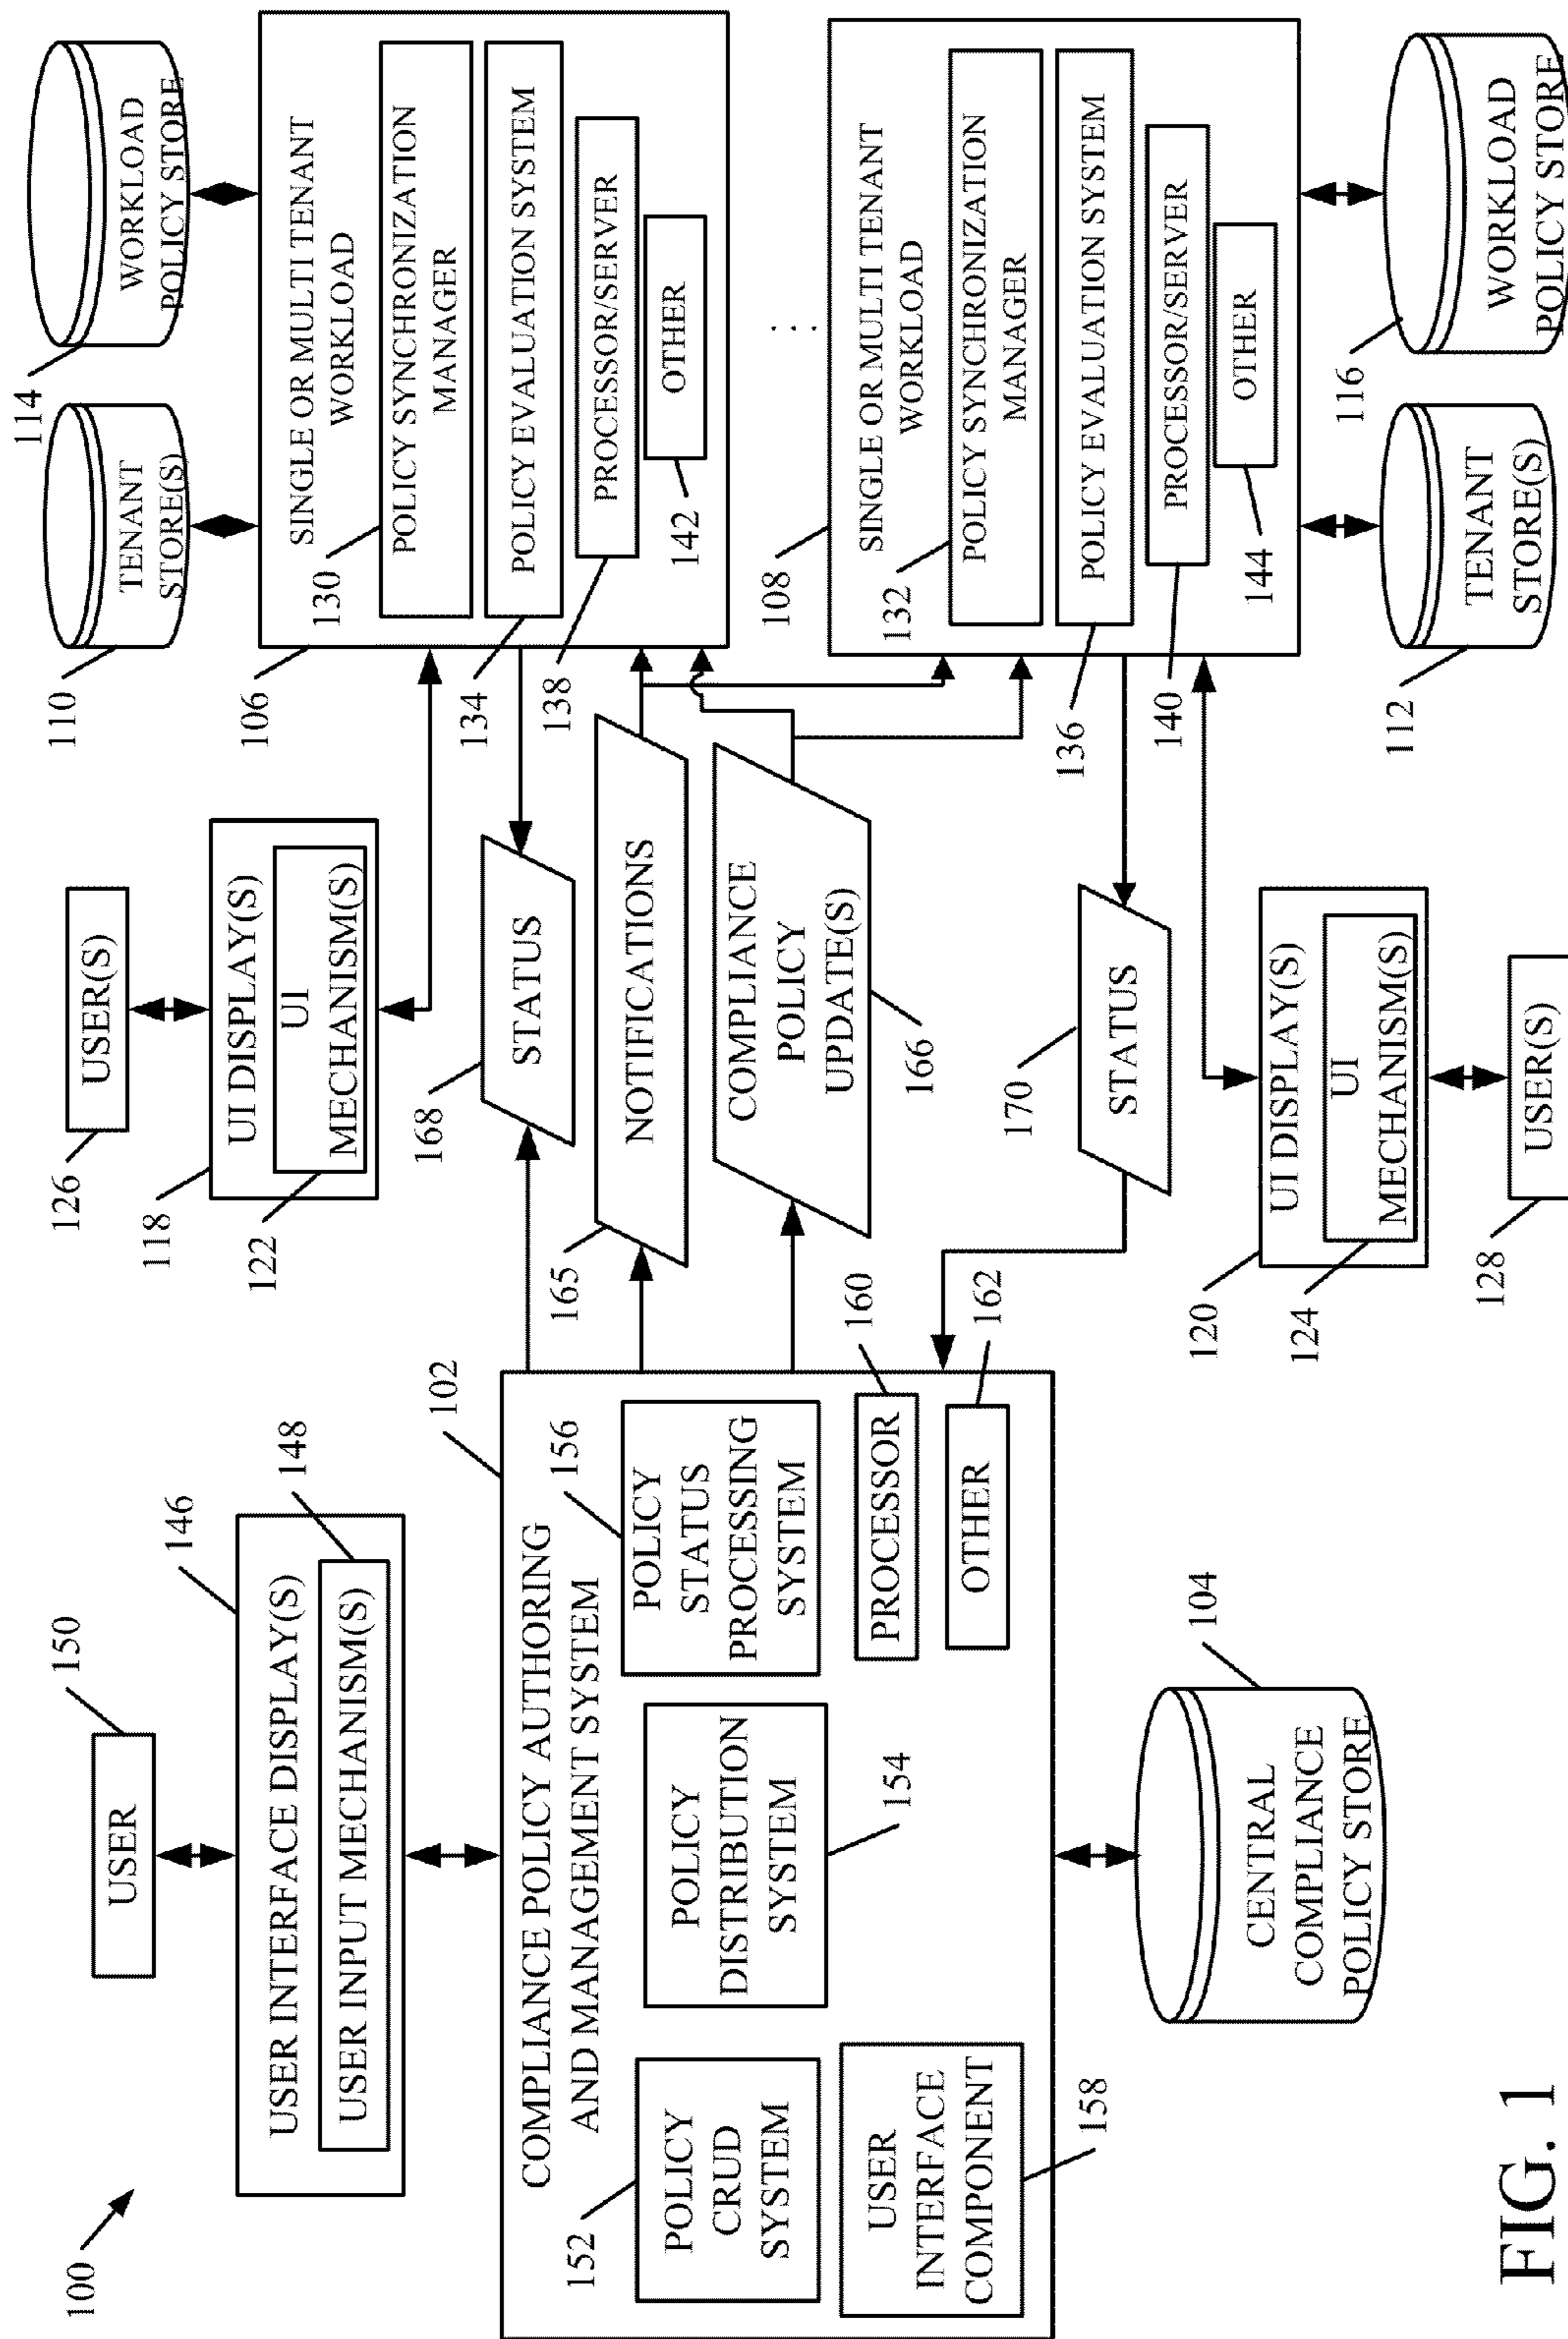 100
150
USER
146
USER INTERFACE DISPLAY(S)
148
USER INPUT MECHANISM(S)
102
COMPLIANCE POLICY AUTHORING
AND MANAGEMENT SYSTEM
152
POLICY
CRUD
SYSTEM
POLICY
DISTRIBUTION
SYSTEM
154
156
POLICY
STATUS
PROCESSING
SYSTEM
USER
INTERFACE
COMPONENT
158
PROCESSOR
160
OTHER
162
CENTRAL
COMPLIANCE
POLICY STORE
104
126
USER(S)
118
UI DISPLAY(S)
122
UI
MECHANISM(S)
168
STATUS
165
NOTIFICATIONS
COMPLIANCE
POLICY
UPDATE(S)
166
170
STATUS
120
UI DISPLAY(S)
124
UI
MECHANISM(S)
128
USER(S)
110
TENANT
STORE(S)
114
WORKLOAD
POLICY STORE
106
SINGLE OR MULTI TENANT
WORKLOAD
130
POLICY SYNCHRONIZATION
MANAGER
134
POLICY EVALUATION SYSTEM
138
PROCESSOR/SERVER
142
OTHER
...
108
SINGLE OR MULTI TENANT
WORKLOAD
132
POLICY SYNCHRONIZATION
MANAGER
136
POLICY EVALUATION SYSTEM
140
PROCESSOR/SERVER
144
OTHER
112
TENANT
STORE(S)
116
WORKLOAD
POLICY STORE
FIG. 1